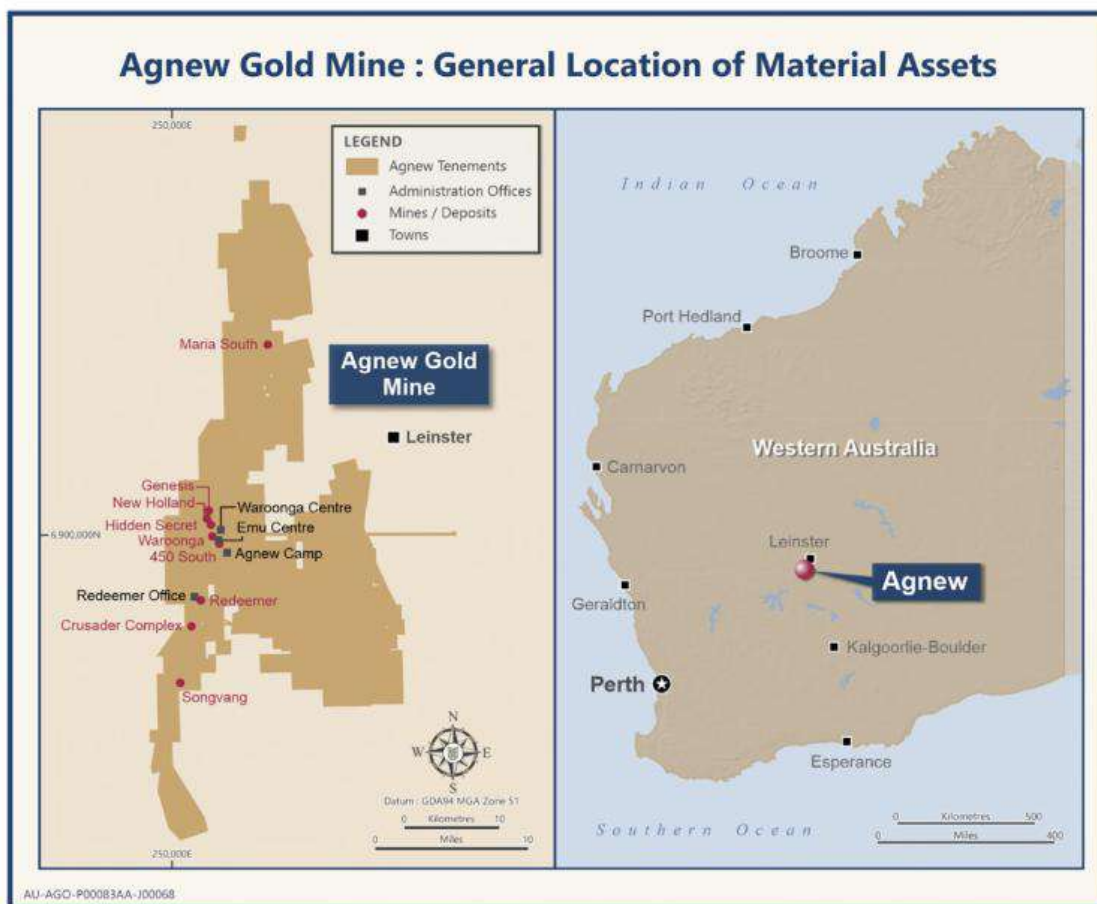 Agnew Gold Mine : General Location of Material Assets
250,000E
LEGEND
Agnew Tenements
Administration Offices
Mines / Deposits
Towns
Maria South
Agnew Gold
Mine
Leinster
Genesis
New Holland
Hidden Secret
Waroonga
450 South
Waroonga Centre
Emu Centre
Agnew Camp
6,900,000N
Redeemer Office
Redeemer
Crusader Complex
Songvang
N
W
E
S
Datum : GDA94 MGA Zone 51
0 Kilometres 10
0 Miles 10
250,000E
Indian Ocean
Broome
Port Hedland
Western Australia
Carnarvon
Leinster
Agnew
Geraldton
Kalgoorlie-Boulder
Perth
Esperance
Southern Ocean
0 Kilometres 500
0 Miles 400
AU-AGO-P00083AA-J00068